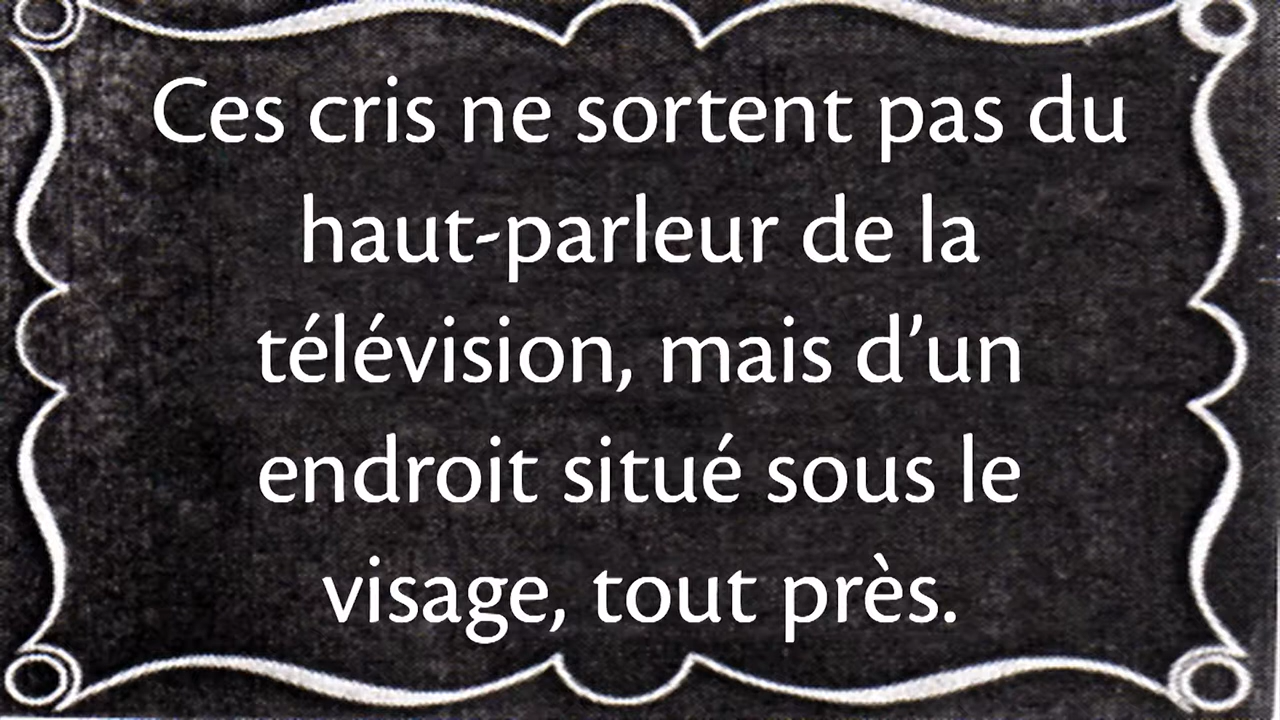 Ces cris ne sortent pas du
haut-parleur de la
télévision, mais d’un
endroit situé sous le
visage, tout près.